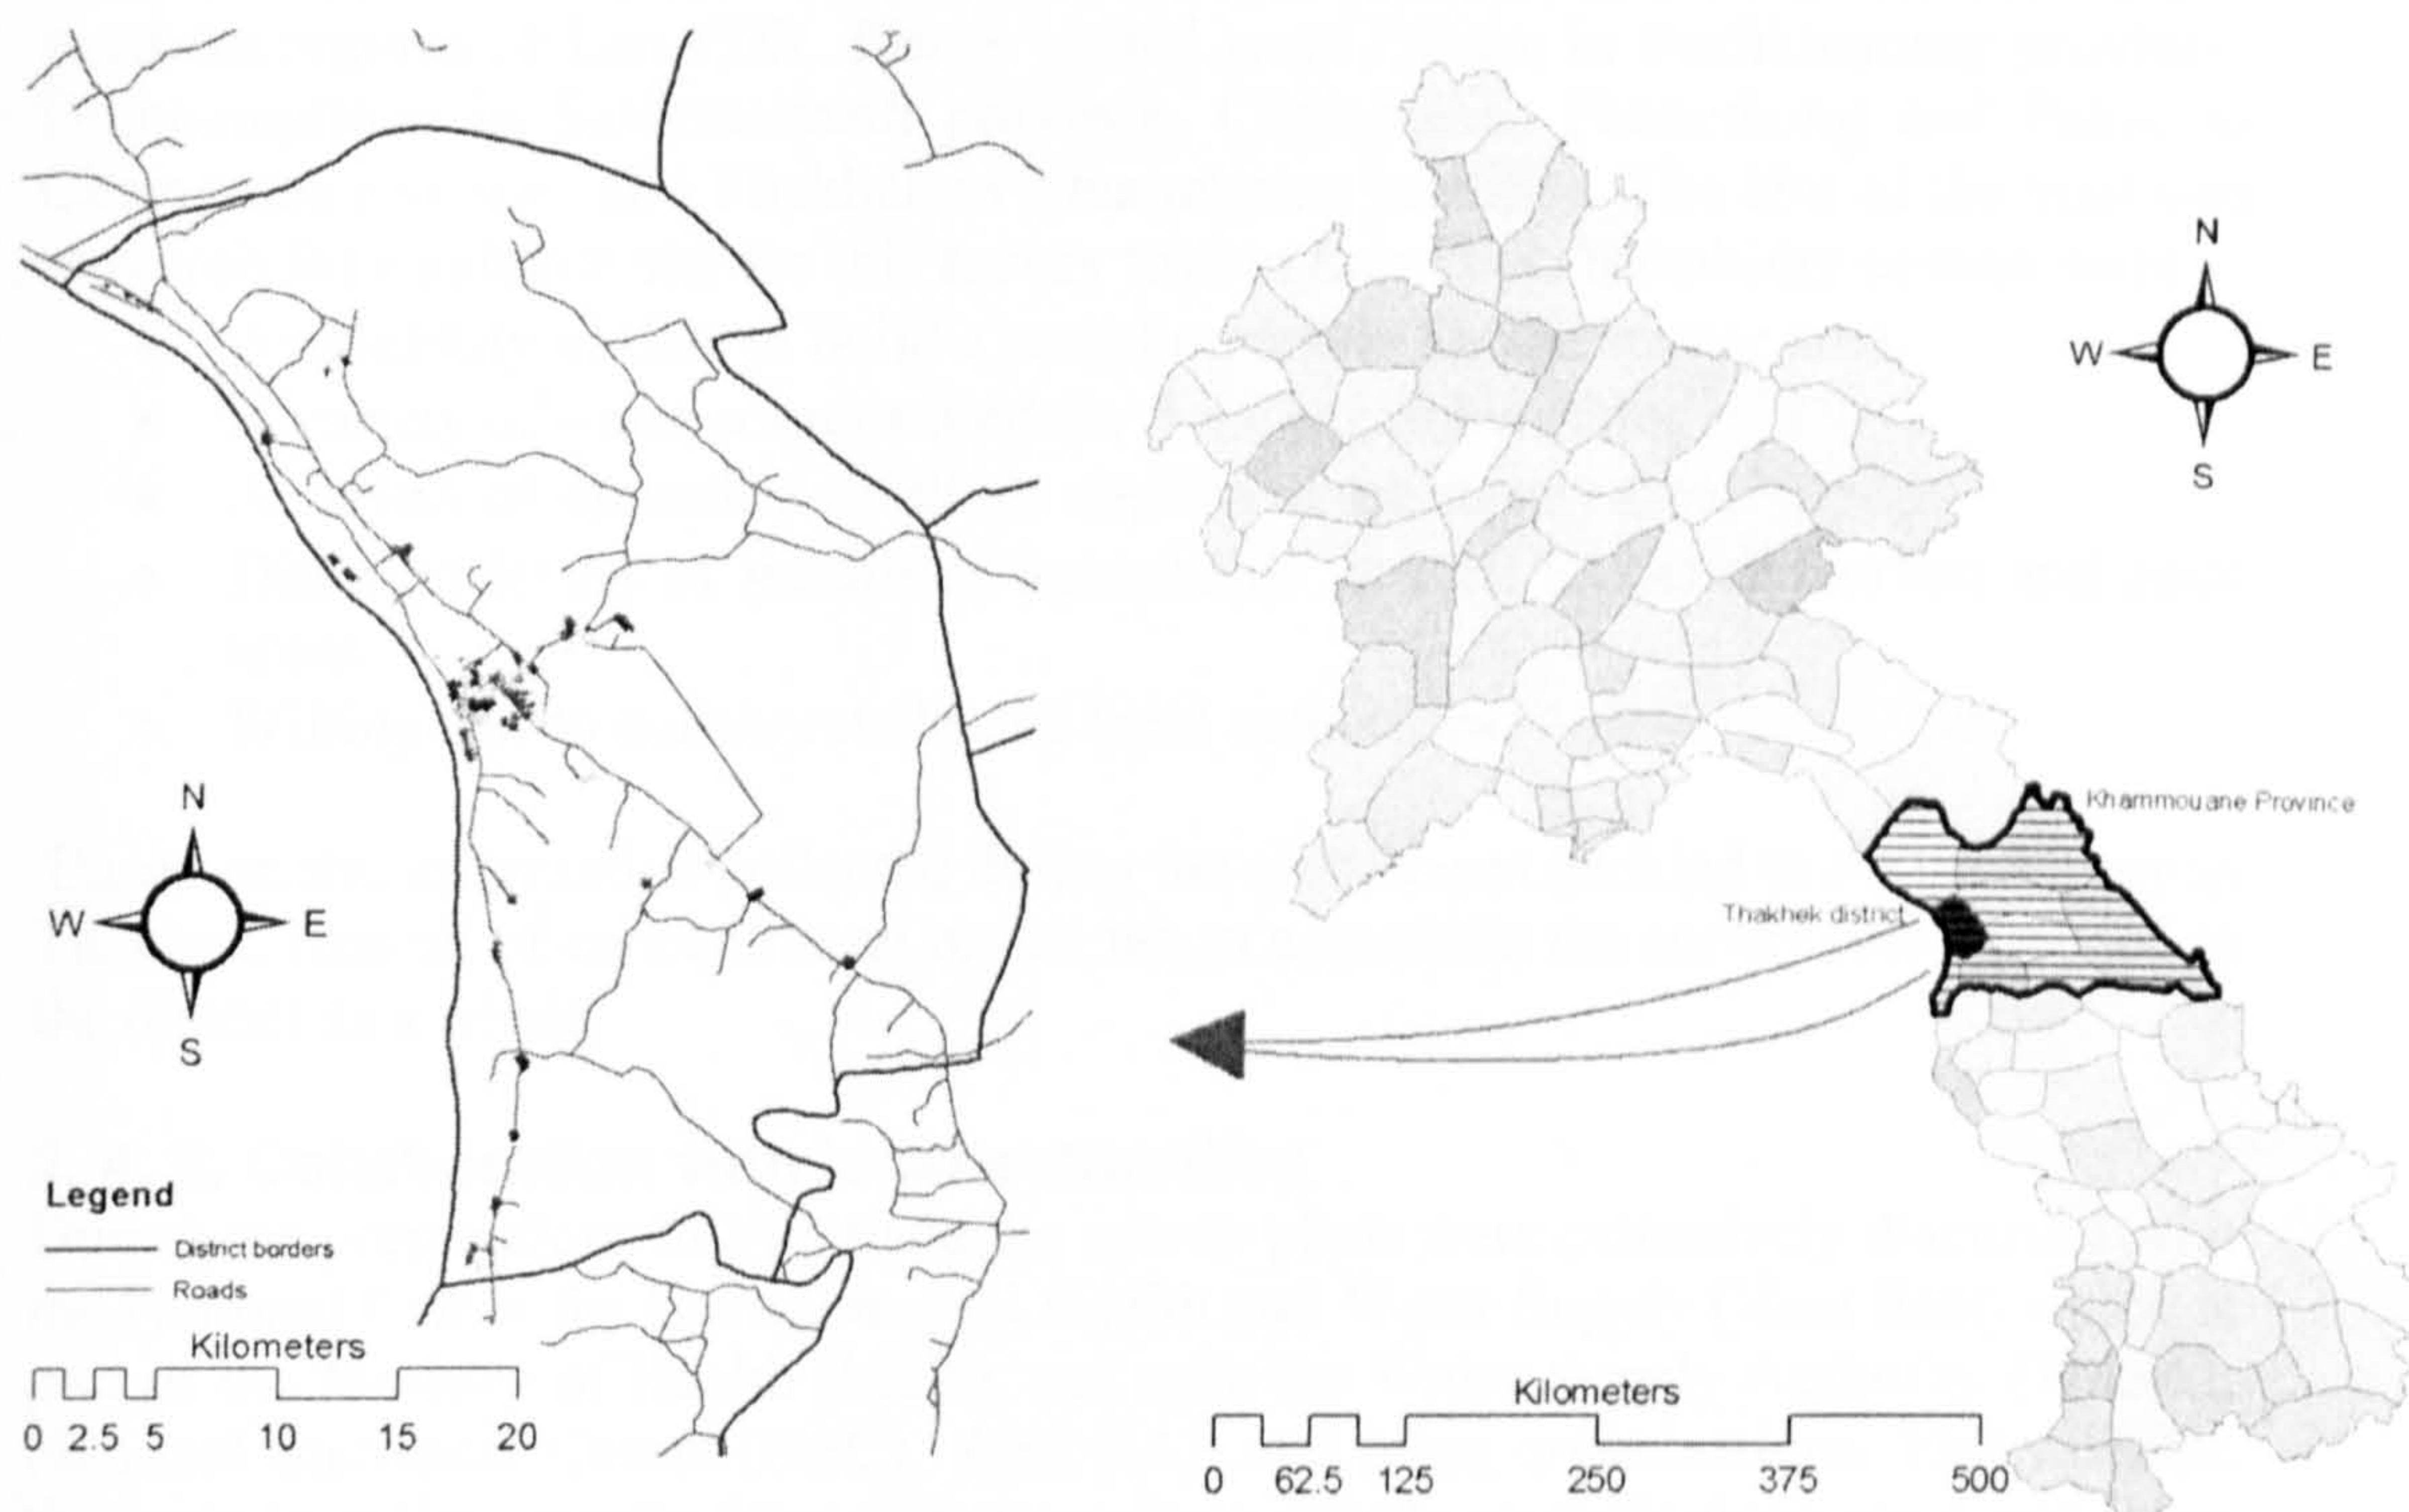 N
W E
S
Legend
District borders
Roads
Kilometers
0 2.5 5 10 15 20
N
W E
S
Khammouane Province
Thakhek district
Kilometers
0 62.5 125 250 375 500